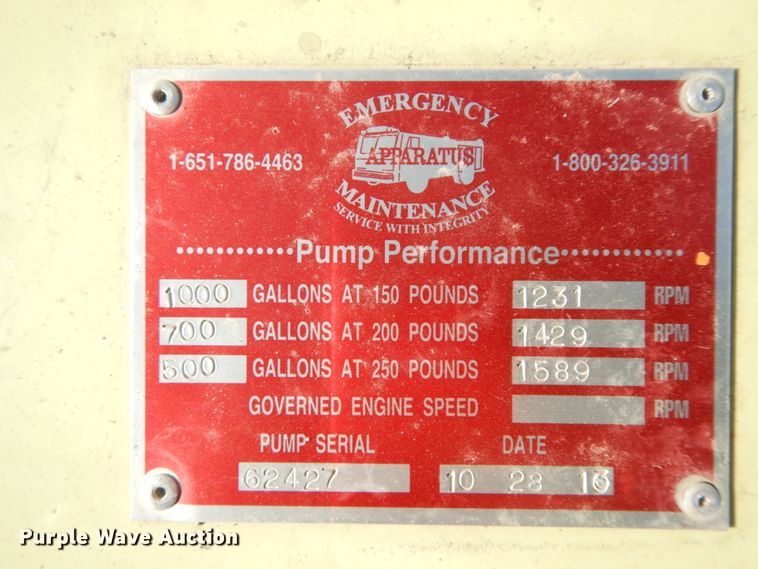 EMERGENCY
APPARATUS
MAINTENANCE
SERVICE WITH INTEGRITY
1-651-786-4463
1-800-326-3911
Pump Performance
1000 GALLONS AT 150 POUNDS 1231 RPM
700 GALLONS AT 200 POUNDS 1429 RPM
500 GALLONS AT 250 POUNDS 1589 RPM
GOVERNED ENGINE SPEED RPM
PUMP SERIAL DATE
62427 10 28
Purple Wave Auction